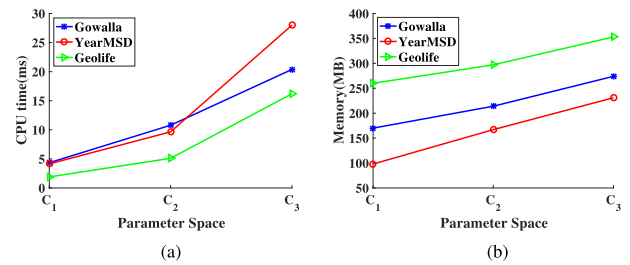 30
25
20
15
10
5
0
CPU time(ms)
Gowalla
YearMSD
Geolife
C1
C2
C3
Parameter Space
(a)
400
350
300
250
200
150
100
50
Memory(MB)
Gowalla
YearMSD
Geolife
C1
C2
C3
Parameter Space
(b)